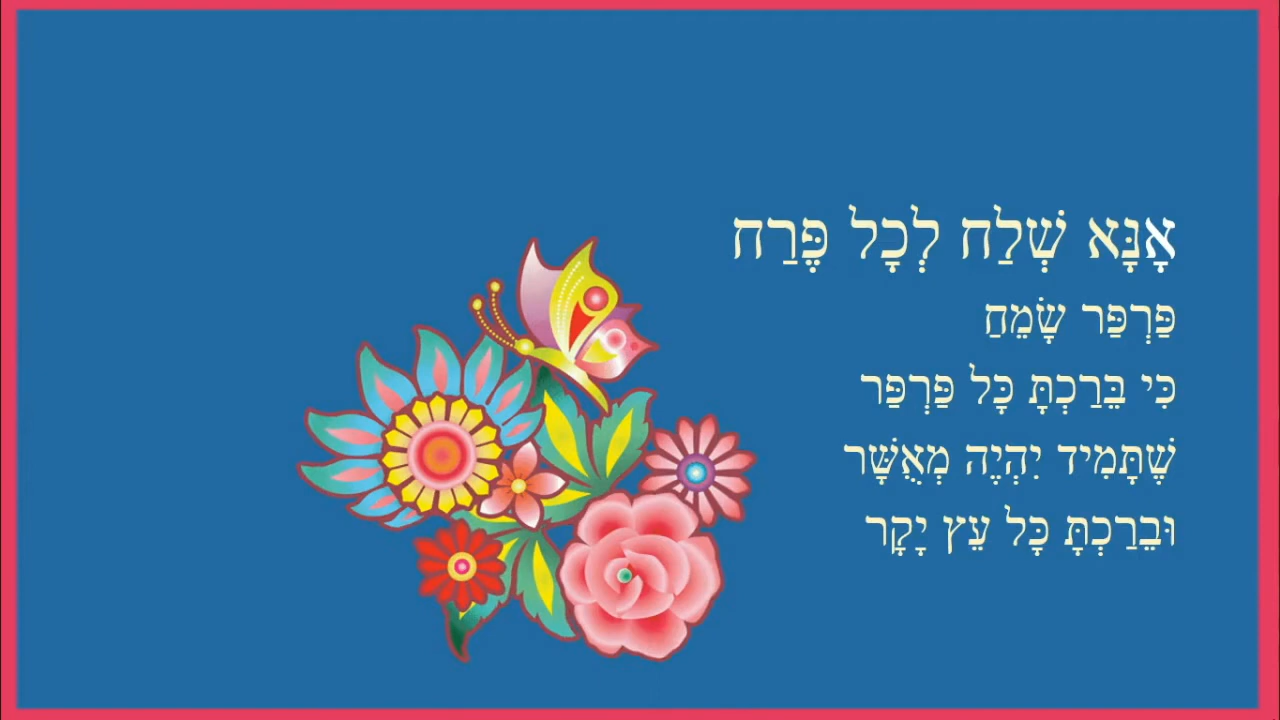 אָנָּא שְׁלַח לְכָל פֶּרַח
פַּרְפַּר שָׂמֵחַ
כִּי בֵּרַכְתָּ כָּל פַּרְפַּר
שֶׁתָּמִיד יִהְיֶה מְאֻשָּׁר
וּבֵרַכְתָּ כָּל עֵץ יָקָר